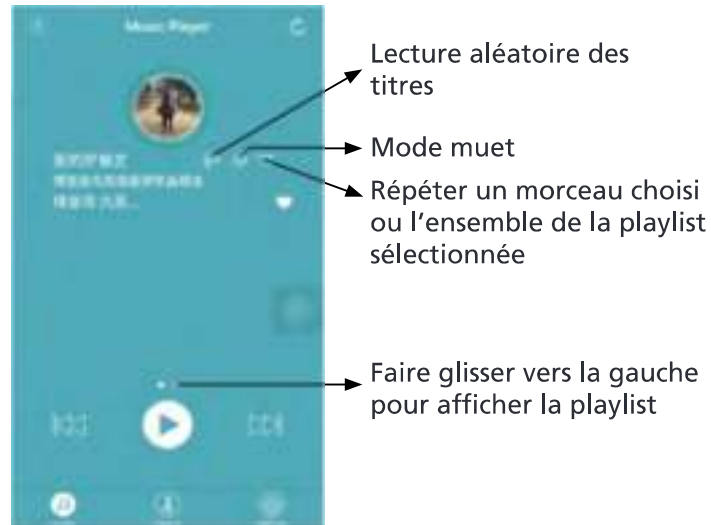 Music Player
Lecture aléatoire des
titres
Mode muet
Répéter un morceau choisi
ou l'ensemble de la playlist
sélectionnée
Faire glisser vers la gauche
pour afficher la playlist